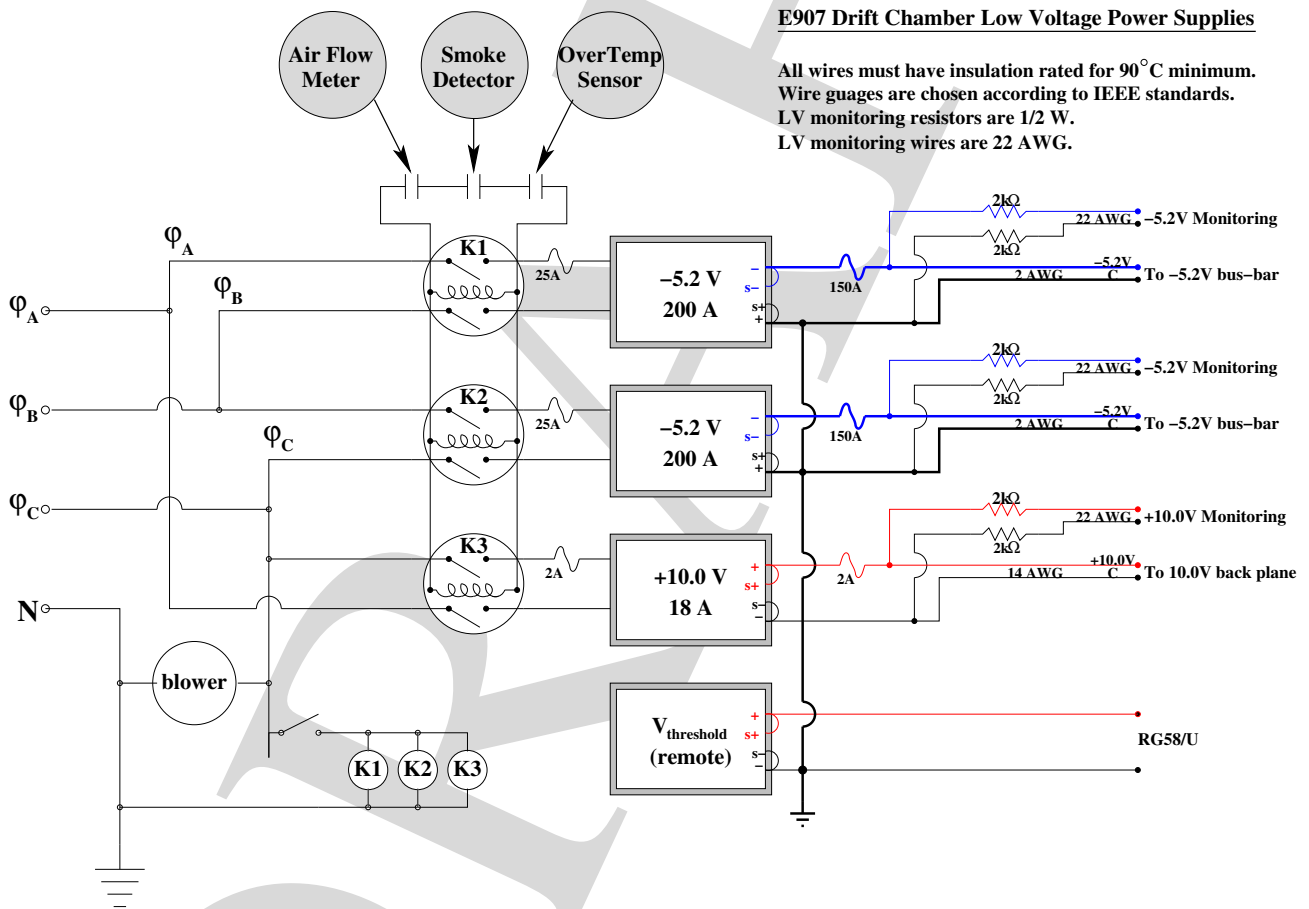 E907 Drift Chamber Low Voltage Power Supplies
All wires must have insulation rated for 90°C minimum.
Wire guages are chosen according to IEEE standards.
LV monitoring resistors are 1/2 W.
LV monitoring wires are 22 AWG.
Air Flow
Meter
Smoke
Detector
OverTemp
Sensor
φA
φB
φC
φA
φB
φC
N
K1
25A
−5.2 V
200 A
−
s−
s+
+
150A
2kΩ
2kΩ
22 AWG
−5.2V Monitoring
−5.2V
2 AWG
C
To −5.2V bus−bar
K2
25A
−5.2 V
200 A
−
s−
s+
+
150A
2kΩ
2kΩ
22 AWG
−5.2V Monitoring
−5.2V
2 AWG
C
To −5.2V bus−bar
K3
2A
+10.0 V
18 A
+
s+
s−
−
2A
2kΩ
2kΩ
22 AWG
+10.0V Monitoring
+10.0V
14 AWG
C
To 10.0V back plane
blower
K1
K2
K3
Vthreshold
(remote)
+
s+
s−
−
RG58/U
DRAFT